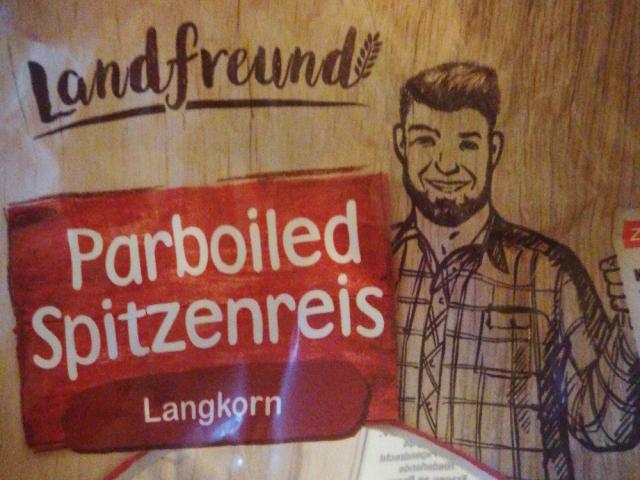 Landfreund
Parboiled
Spitzenreis
Langkorn
Z